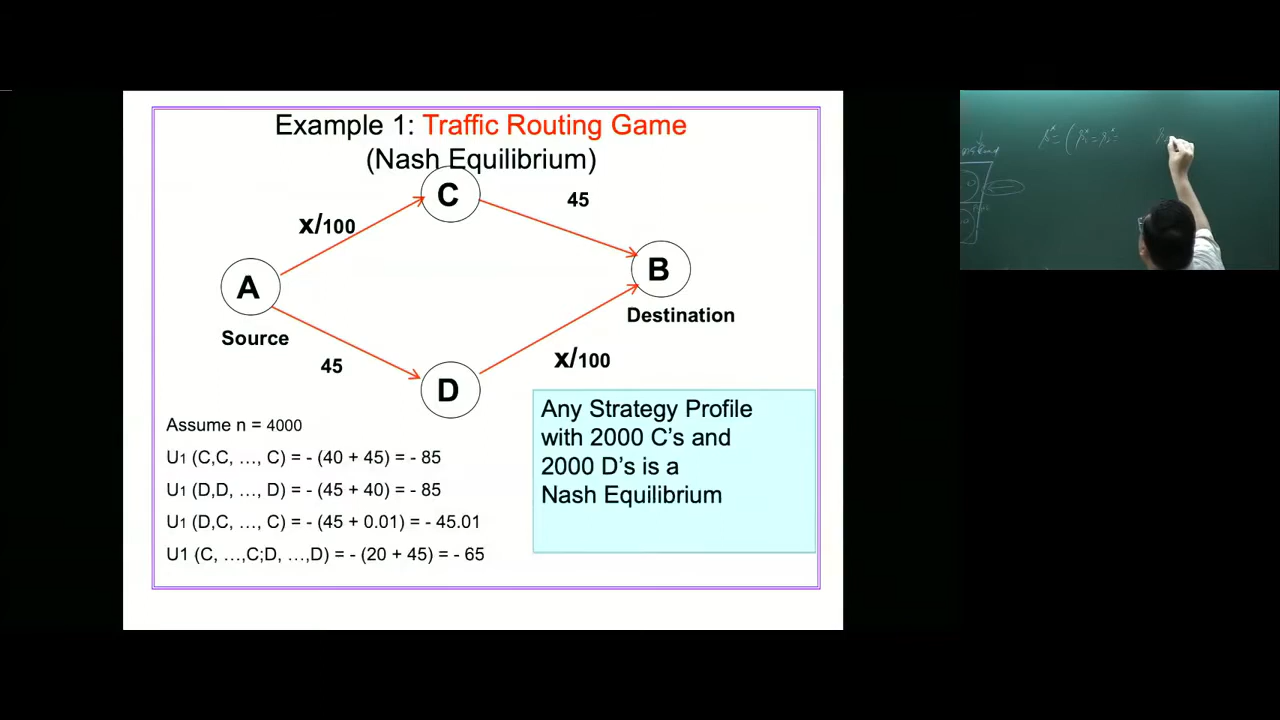 Example 1: Traffic Routing Game
(Nash Equilibrium)
C
45
x/100
B
A
Destination
Source
45
x/100
D
Any Strategy Profile
with 2000 C's and
2000 D's is a
Nash Equilibrium
Assume n = 4000
U1 (C,C, …, C) = - (40 + 45) = - 85
U1 (D,D, …, D) = - (45 + 40) = - 85
U1 (D,C, …, C) = - (45 + 0.01) = - 45.01
U1 (C, …,C;D, …,D) = - (20 + 45) = - 65